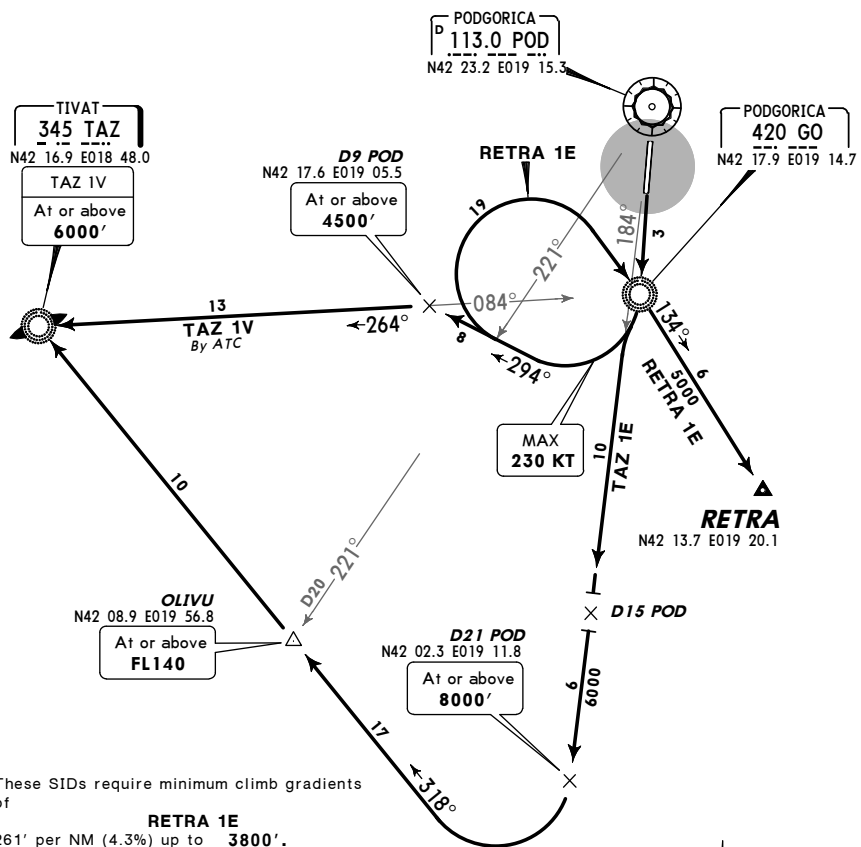 PODGORICA
D 113.0 POD
N42 23.2 E019 15.3
TIVAT
345 TAZ
N42 16.9 E018 48.0
TAZ 1V
At or above
6000'
D9 POD
N42 17.6 E019 05.5
At or above
4500'
RETRA 1E
PODGORICA
420 GO
N42 17.9 E019 14.7
19
221°
184°
3
13
TAZ 1V
By ATC
264°
084°
8
294°
134°
6
5000
RETRA 1E
MAX
230 KT
10
TAZ 1E
RETRA
N42 13.7 E019 20.1
10
D20
221°
OLIVU
N42 08.9 E019 56.8
At or above
FL140
D15 POD
D21 POD
N42 02.3 E019 11.8
At or above
8000'
6
6000
17
318°
These SIDs require minimum climb gradients
of
RETRA 1E
261' per NM (4.3%) up to 3800'.